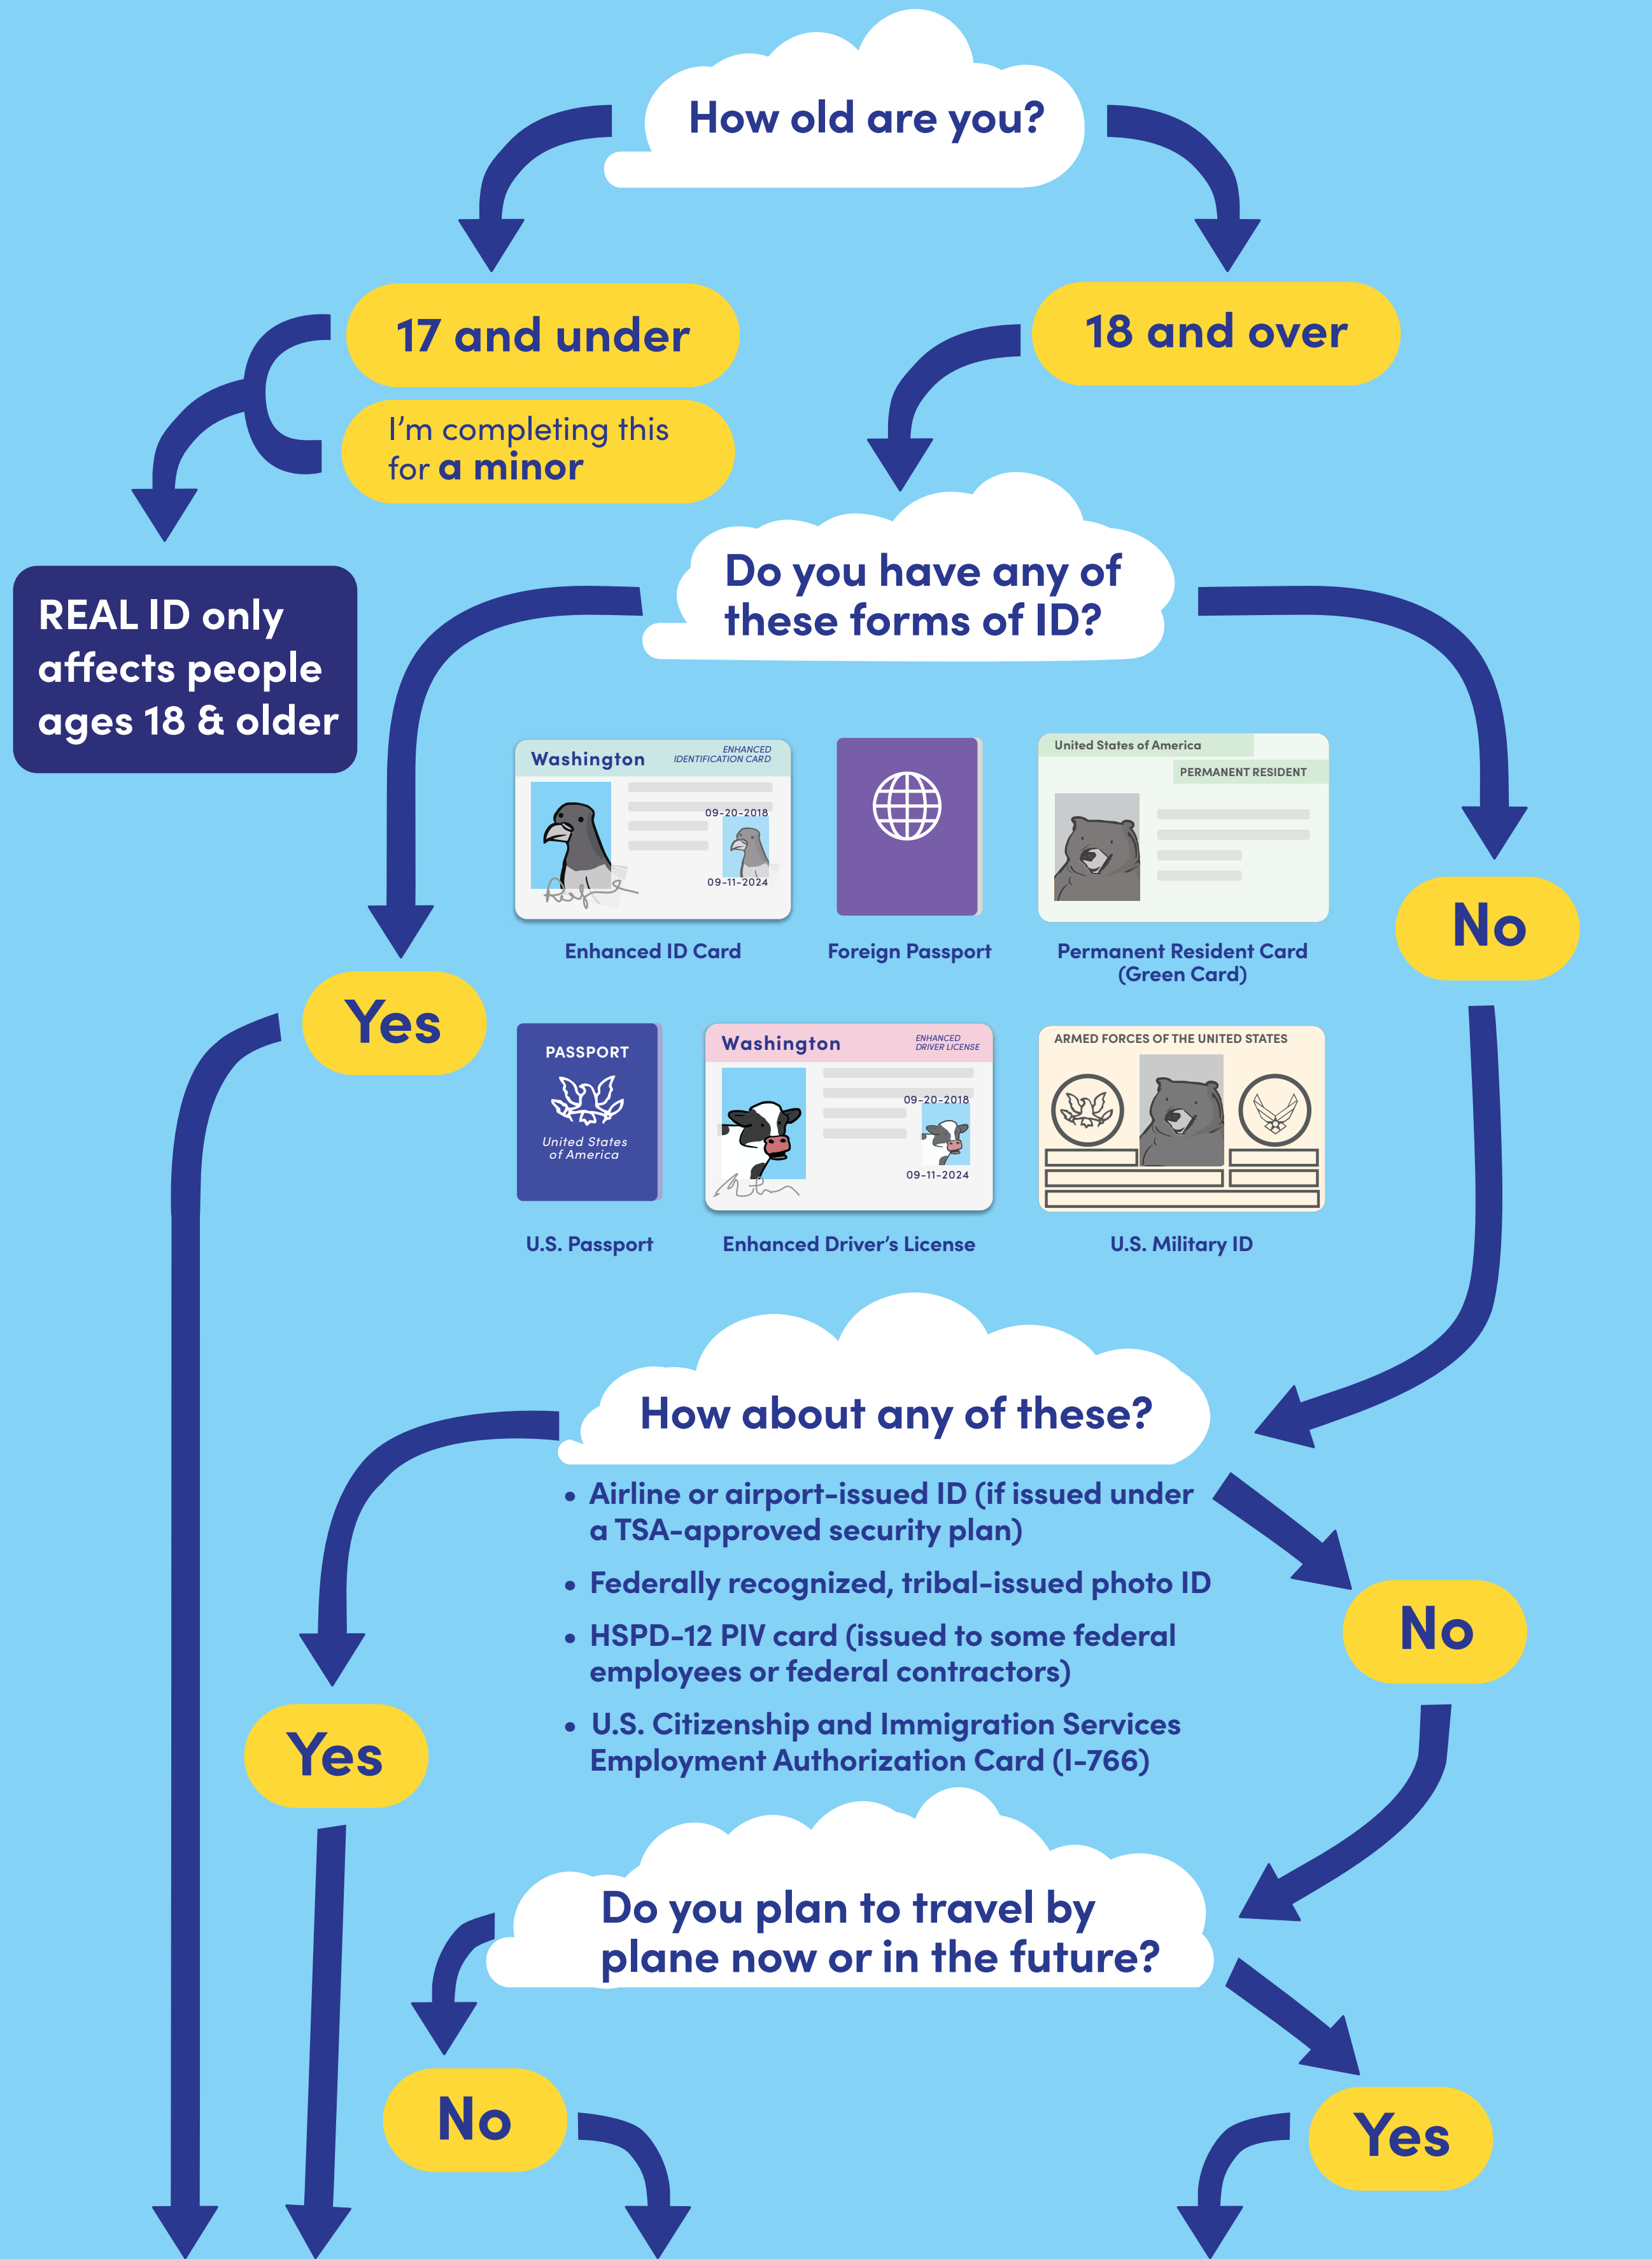 How old are you?
17 and under
18 and over
I'm completing this
for a minor
REAL ID only
affects people
ages 18 & older
Do you have any of
these forms of ID?
Washington
ENHANCED
IDENTIFICATION CARD
09-20-2018
09-11-2024
Enhanced ID Card
Foreign Passport
United States of America
PERMANENT RESIDENT
Permanent Resident Card
(Green Card)
No
Yes
PASSPORT
United States
of America
U.S. Passport
Washington
ENHANCED
DRIVER LICENSE
09-20-2018
09-11-2024
Enhanced Driver's License
ARMED FORCES OF THE UNITED STATES
U.S. Military ID
How about any of these?
• Airline or airport-issued ID (if issued under
a TSA-approved security plan)
• Federally recognized, tribal-issued photo ID
• HSPD-12 PIV card (issued to some federal
employees or federal contractors)
• U.S. Citizenship and Immigration Services
Employment Authorization Card (I-766)
No
Yes
Do you plan to travel by
plane now or in the future?
No
Yes